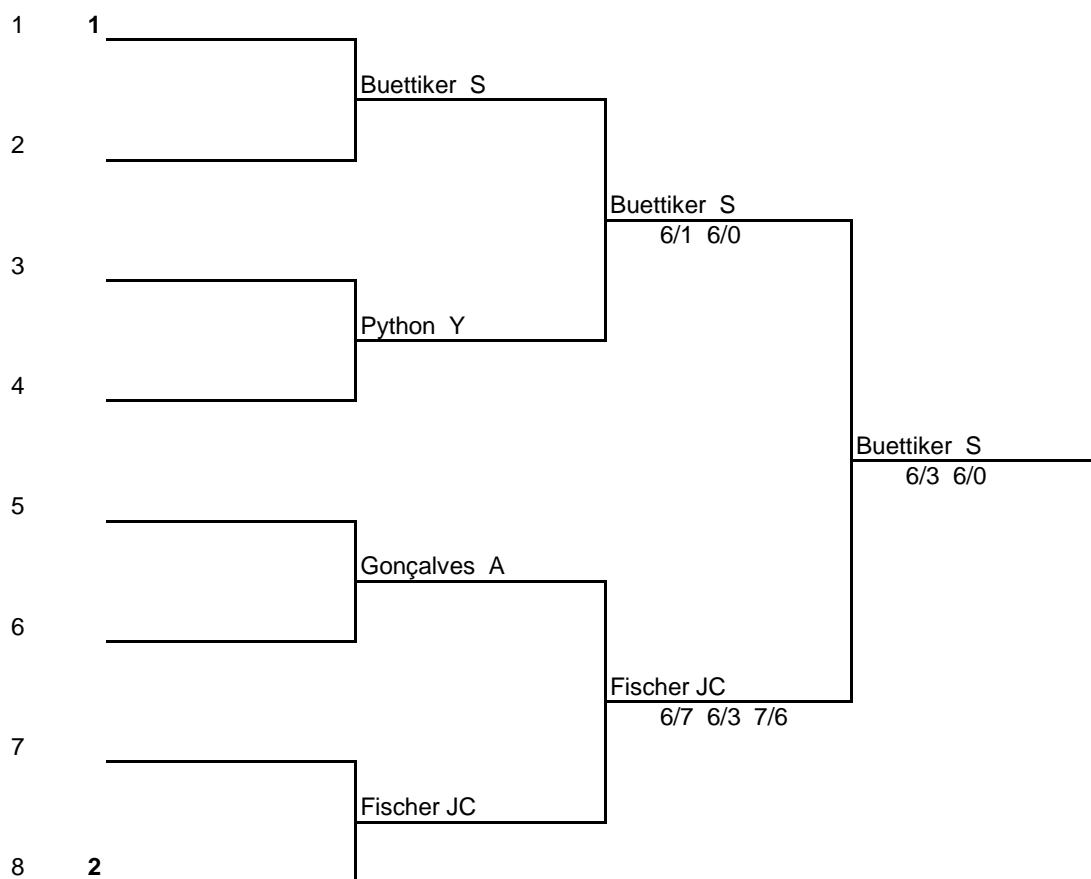 1 1
Buettiker S
2
Buettiker S
6/1 6/0
3
Python Y
4
Buettiker S
6/3 6/0
5
Gonçalves A
6
Fischer JC
6/7 6/3 7/6
7
Fischer JC
8 2